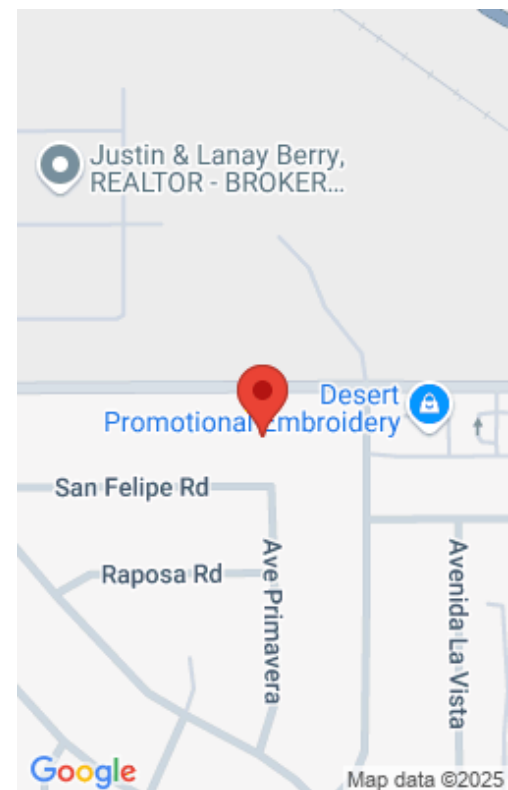 Justin & Lanay Berry,
REALTOR - BROKER...
Desert
Promotional Embroidery
San Felipe Rd
Raposa Rd
Ave Primavera
Avenida La Vista
Google
Map data ©2025